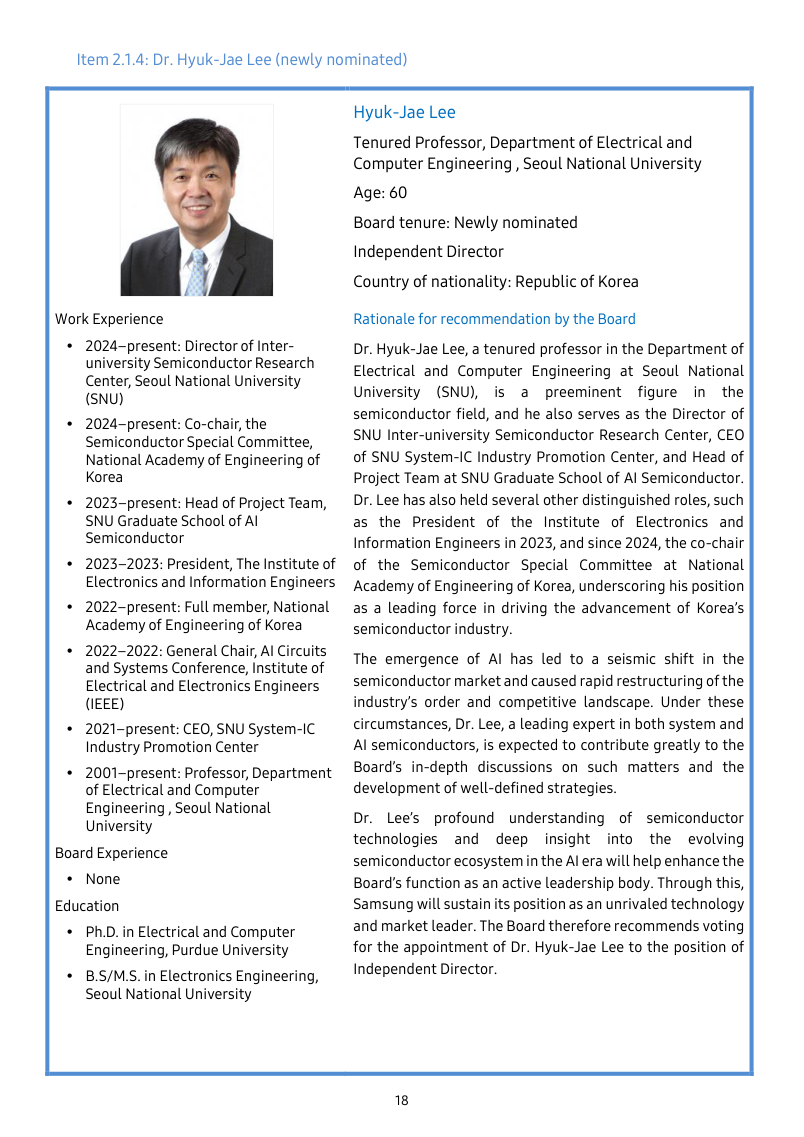 Item 2.1.4: Dr. Hyuk-Jae Lee (newly nominated)
Hyuk-Jae Lee
Tenured Professor, Department of Electrical and
Computer Engineering , Seoul National University
Age: 60
Board tenure: Newly nominated
Independent Director
Country of nationality: Republic of Korea
Work Experience
• 2024–present: Director of Inter-
university Semiconductor Research
Center, Seoul National University
(SNU)
• 2024–present: Co-chair, the
Semiconductor Special Committee,
National Academy of Engineering of
Korea
• 2023–present: Head of Project Team,
SNU Graduate School of AI
Semiconductor
• 2023–2023: President, The Institute of
Electronics and Information Engineers
• 2022–present: Full member, National
Academy of Engineering of Korea
• 2022–2022: General Chair, AI Circuits
and Systems Conference, Institute of
Electrical and Electronics Engineers
(IEEE)
• 2021–present: CEO, SNU System-IC
Industry Promotion Center
• 2001–present: Professor, Department
of Electrical and Computer
Engineering , Seoul National
University
Board Experience
• None
Education
• Ph.D. in Electrical and Computer
Engineering, Purdue University
• B.S/M.S. in Electronics Engineering,
Seoul National University
Rationale for recommendation by the Board
Dr. Hyuk-Jae Lee, a tenured professor in the Department of
Electrical and Computer Engineering at Seoul National
University (SNU), is a preeminent figure in the
semiconductor field, and he also serves as the Director of
SNU Inter-university Semiconductor Research Center, CEO
of SNU System-IC Industry Promotion Center, and Head of
Project Team at SNU Graduate School of AI Semiconductor.
Dr. Lee has also held several other distinguished roles, such
as the President of the Institute of Electronics and
Information Engineers in 2023, and since 2024, the co-chair
of the Semiconductor Special Committee at National
Academy of Engineering of Korea, underscoring his position
as a leading force in driving the advancement of Korea’s
semiconductor industry.
The emergence of AI has led to a seismic shift in the
semiconductor market and caused rapid restructuring of the
industry’s order and competitive landscape. Under these
circumstances, Dr. Lee, a leading expert in both system and
AI semiconductors, is expected to contribute greatly to the
Board’s in-depth discussions on such matters and the
development of well-defined strategies.
Dr. Lee’s profound understanding of semiconductor
technologies and deep insight into the evolving
semiconductor ecosystem in the AI era will help enhance the
Board’s function as an active leadership body. Through this,
Samsung will sustain its position as an unrivaled technology
and market leader. The Board therefore recommends voting
for the appointment of Dr. Hyuk-Jae Lee to the position of
Independent Director.
18